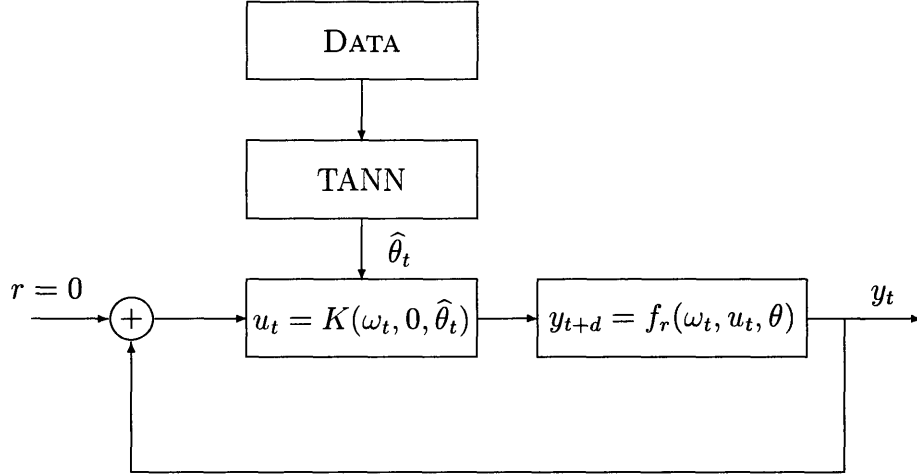 DATA
TANN
θ̂_t
r = 0
+
u_t = K(ω_t, 0, θ̂_t)
y_{t+d} = f_r(ω_t, u_t, θ)
y_t